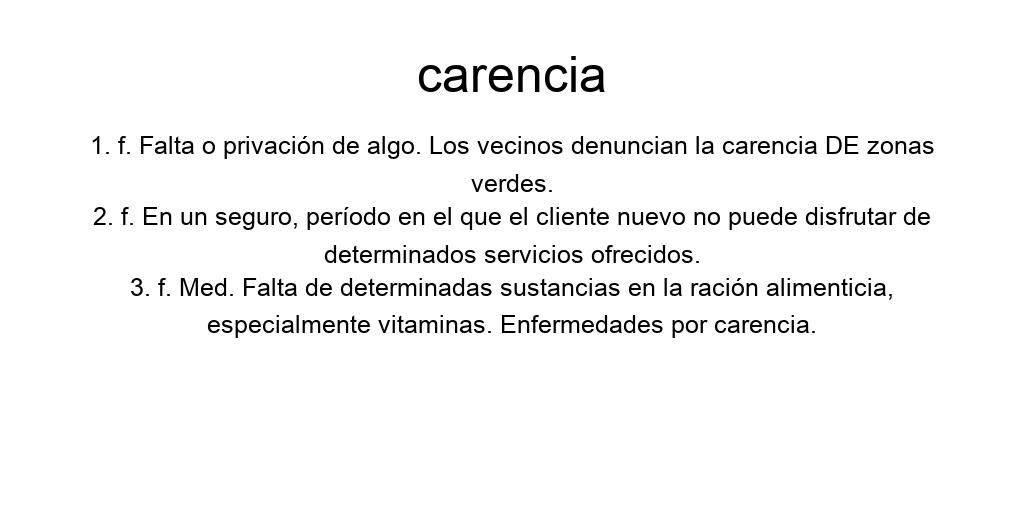 carencia
1. f. Falta o privación de algo. Los vecinos denuncian la carencia DE zonas
verdes.
2. f. En un seguro, período en el que el cliente nuevo no puede disfrutar de
determinados servicios ofrecidos.
3. f. Med. Falta de determinadas sustancias en la ración alimenticia,
especialmente vitaminas. Enfermedades por carencia.